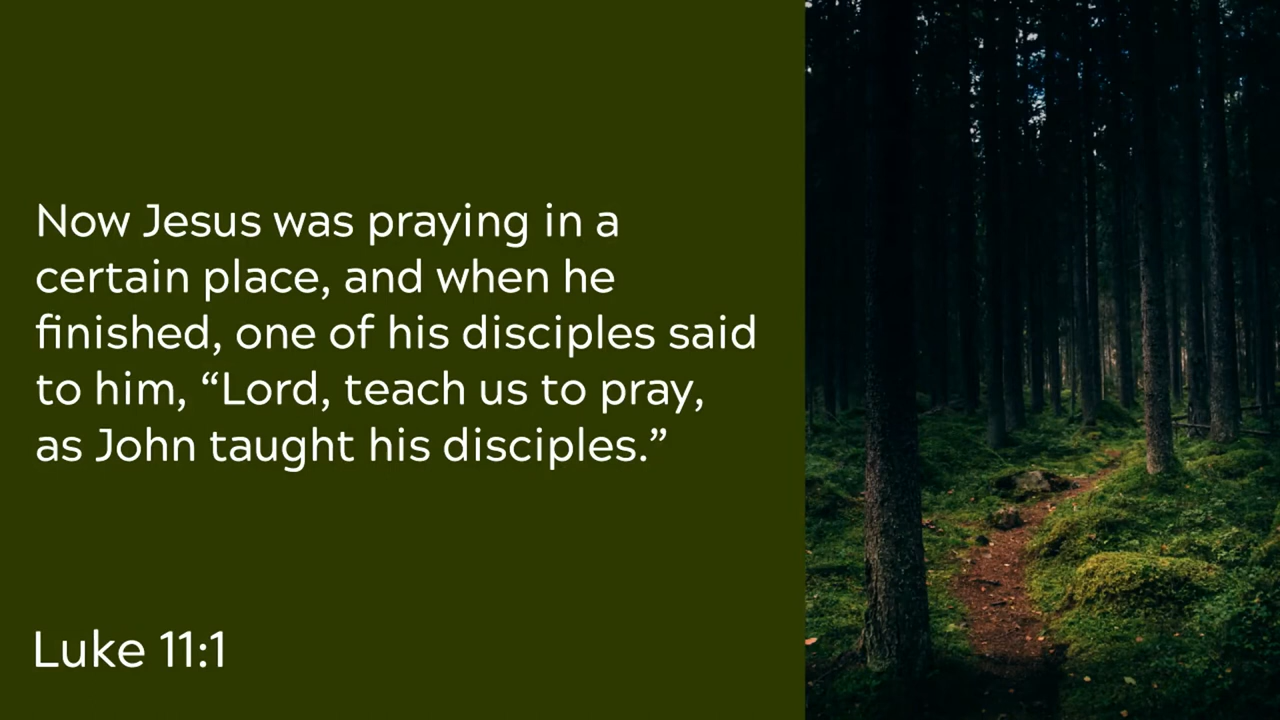 Now Jesus was praying in a
certain place, and when he
finished, one of his disciples said
to him, “Lord, teach us to pray,
as John taught his disciples.”
Luke 11:1